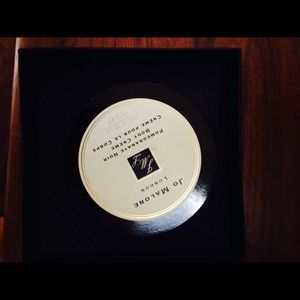 JO MALONE
LONDON
POMEGRANATE NOIR
BODY CRÈME
CRÈME POUR LE CORPS